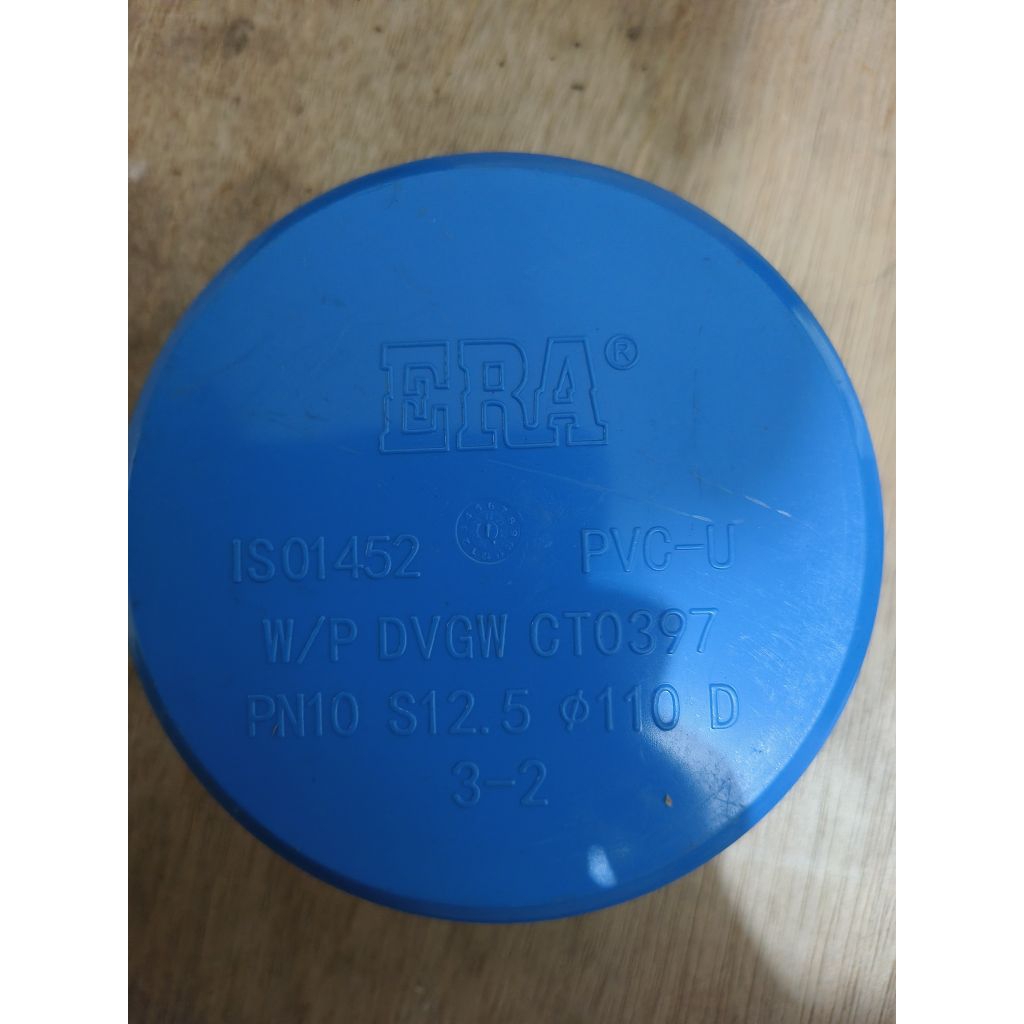 ERA®
ISO1452 PVC-U
W/P DVGW CT0397
PN10 S12.5 ϕ110 D
3-2